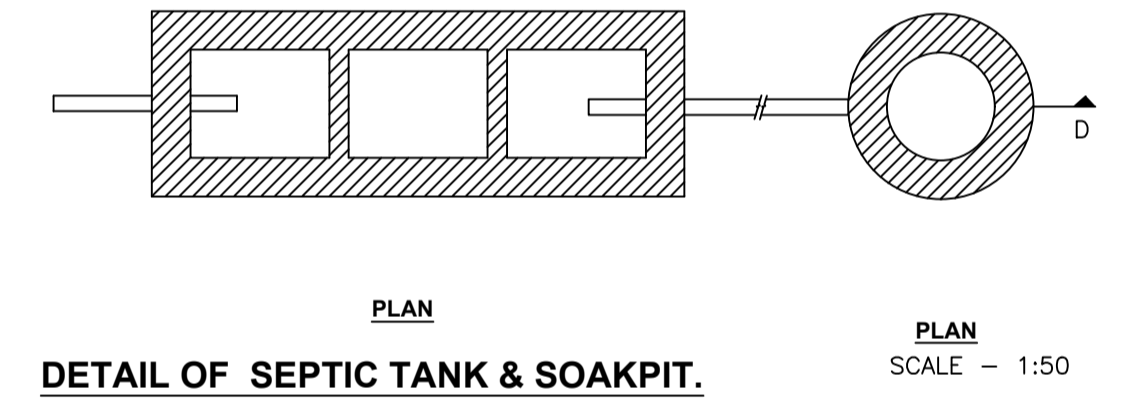 D
PLAN
DETAIL OF SEPTIC TANK & SOAKPIT.
PLAN
SCALE – 1:50